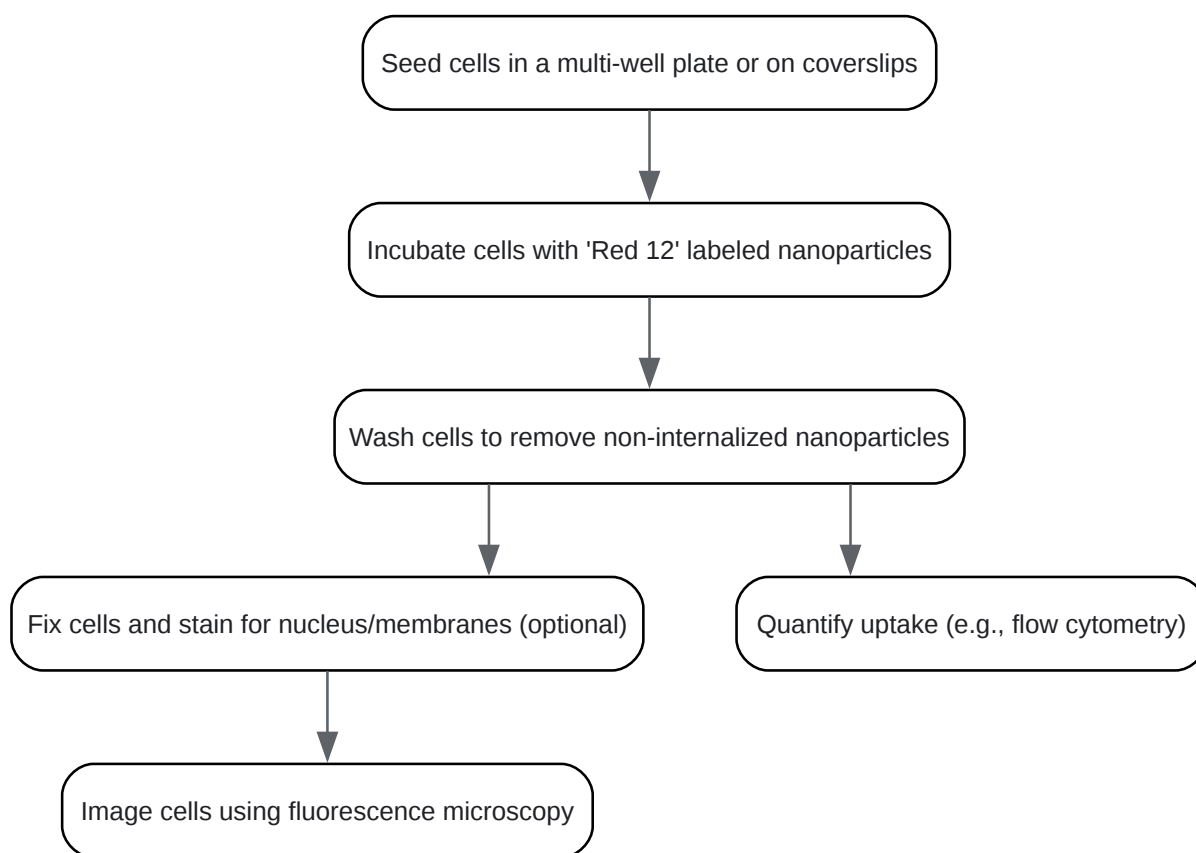 Seed cells in a multi-well plate or on coverslips
Incubate cells with 'Red 12' labeled nanoparticles
Wash cells to remove non-internalized nanoparticles
Fix cells and stain for nucleus/membranes (optional)
Quantify uptake (e.g., flow cytometry)
Image cells using fluorescence microscopy